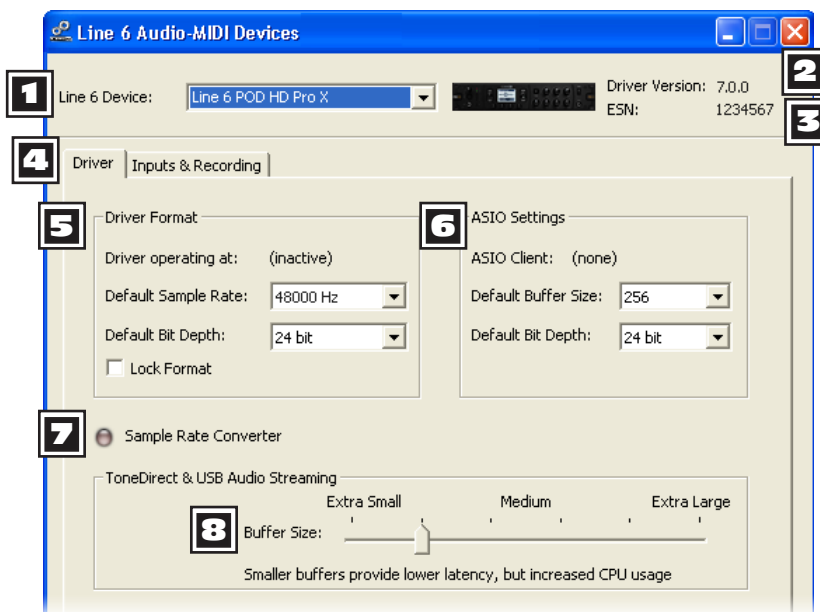 Line 6 Audio-MIDI Devices
1 Line 6 Device: Line 6 POD HD Pro X Driver Version: 7.0.0 2
ESN: 1234567 3
4 Driver Inputs & Recording
5 Driver Format 6 ASIO Settings
Driver operating at: (inactive) ASIO Client: (none)
Default Sample Rate: 48000 Hz Default Buffer Size: 256
Default Bit Depth: 24 bit Default Bit Depth: 24 bit
Lock Format
7 Sample Rate Converter
ToneDirect & USB Audio Streaming
Extra Small Medium Extra Large
8 Buffer Size:
Smaller buffers provide lower latency, but increased CPU usage